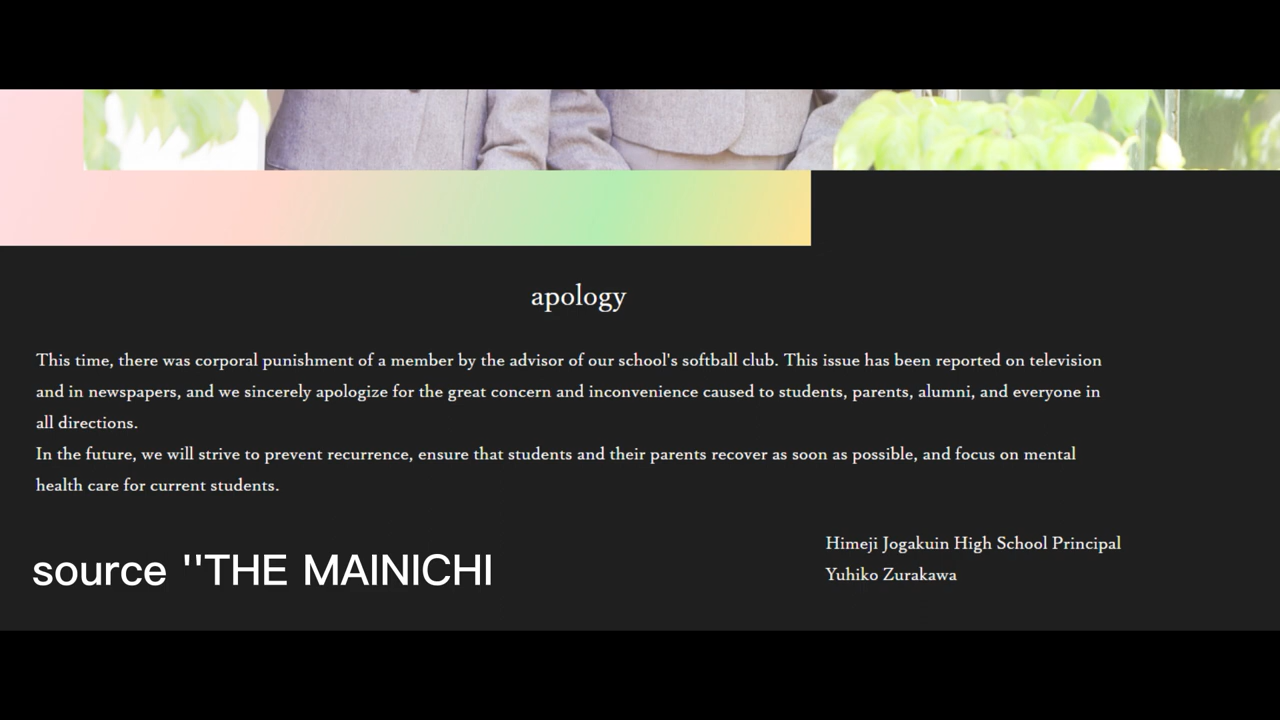 apology
This time, there was corporal punishment of a member by the advisor of our school's softball club. This issue has been reported on television
and in newspapers, and we sincerely apologize for the great concern and inconvenience caused to students, parents, alumni, and everyone in
all directions.
In the future, we will strive to prevent recurrence, ensure that students and their parents recover as soon as possible, and focus on mental
health care for current students.
Himeji Jogakuin High School Principal
Yuhiko Zurakawa
source ''THE MAINICHI